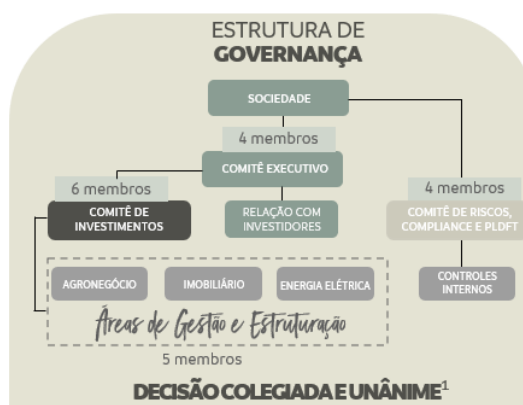 ESTRUTURA DE
GOVERNANÇA
SOCIEDADE
4 membros
COMITÊ EXECUTIVO
6 membros
4 membros
COMITÊ DE
INVESTIMENTOS
RELAÇÃO COM
INVESTIDORES
COMITÊ DE RISCOS,
COMPLIANCE E PLDFT
AGRONEGÓCIO
IMOBILIÁRIO
ENERGIA ELÉTRICA
CONTROLES
INTERNOS
Áreas de Gestão e Estruturação
5 membros
DECISÃO COLEGIADA E UNÂNIME¹